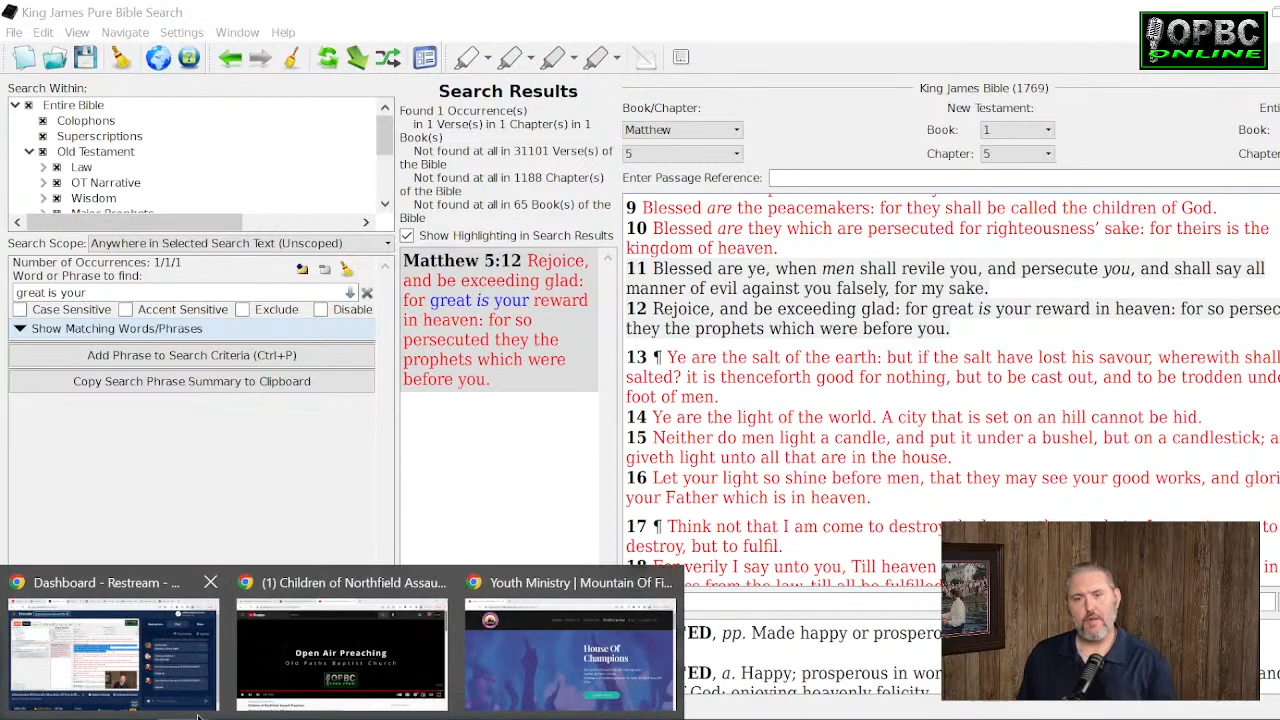 King James Pure Bible Search
File Edit View Navigate Settings Window Help
OPBC
ONLINE
Search Within:
Entire Bible
Colophons
Superscriptions
Old Testament
Law
OT Narrative
Wisdom
Search Scope: Anywhere in Selected Search Text (Unscoped)
Number of Occurrences: 1/1/1
Word or Phrase to find:
great is your
Case Sensitive Accent Sensitive Exclude Disable
Show Matching Words/Phrases
Add Phrase to Search Criteria (Ctrl+P)
Copy Search Phrase Summary to Clipboard
Search Results
Found 1 Occurrence(s)
in 1 Verse(s) in 1 Chapter(s) in 1
Book(s)
Not found at all in 31101 Verse(s) of
the Bible
Not found at all in 1188 Chapter(s)
of the Bible
Not found at all in 65 Book(s) of the
Bible
Show Highlighting in Search Results
Matthew 5:12 Rejoice,
and be exceeding glad:
for great is your reward
in heaven: for so
persecuted they the
prophets which were
before you.
King James Bible (1769)
Book/Chapter: New Testament:
Matthew Book: 1 Book:
5 Chapter: 5 Chapter
Enter Passage Reference:
9 Blessed are the peacemakers: for they shall be called the children of God.
10 Blessed are they which are persecuted for righteousness' sake: for theirs is the
kingdom of heaven.
11 Blessed are ye, when men shall revile you, and persecute you, and shall say all
manner of evil against you falsely, for my sake.
12 Rejoice, and be exceeding glad: for great is your reward in heaven: for so persec
they the prophets which were before you.
13 ¶ Ye are the salt of the earth: but if the salt have lost his savour, wherewith shal
salted? it is thenceforth good for nothing, but to be cast out, and to be trodden und
foot of men.
14 Ye are the light of the world. A city that is set on an hill cannot be hid.
15 Neither do men light a candle, and put it under a bushel, but on a candlestick; a
giveth light unto all that are in the house.
16 Let your light so shine before men, that they may see your good works, and glori
your Father which is in heaven.
17 ¶ Think not that I am come to destroy
destroy, but to fulfil.
ED, pp. Made happy or prosperous
ED, a. Happy; prosperous in worl
Dashboard - Restream - ...
(1) Children of Northfield Assau...
Youth Ministry | Mountain Of Fi...
Open Air Preaching
Old Paths Baptist Church
OPBC
House Of
Champions